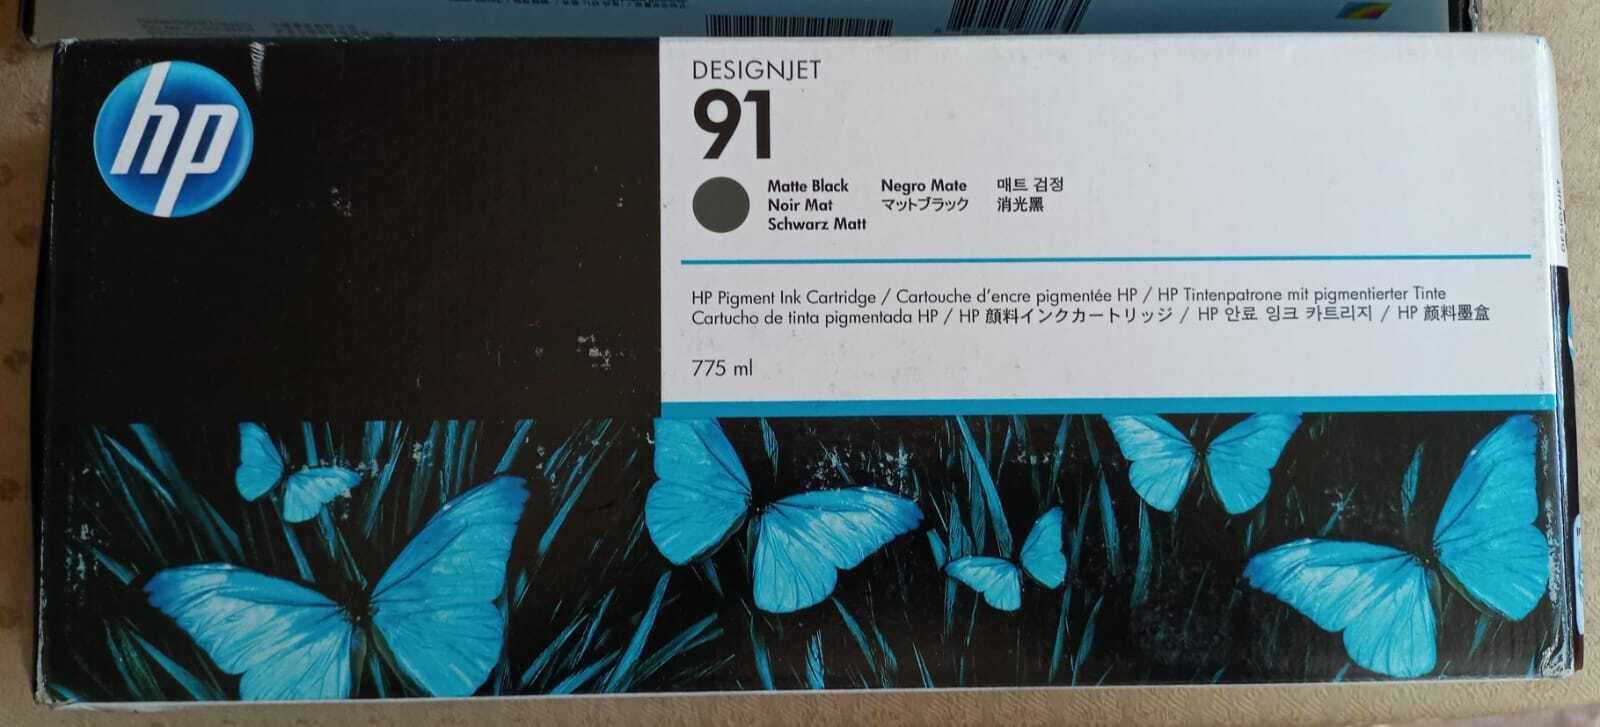 hp
DESIGNJET
91
Matte Black Negro Mate 매트 검정
Noir Mat マットブラック 消光黑
Schwarz Matt
HP Pigment Ink Cartridge / Cartouche d'encre pigmentée HP / HP Tintenpatrone mit pigmentierter Tinte
Cartucho de tinta pigmentada HP / HP 顔料インクカートリッジ / HP 안료 잉크 카트리지 / HP 颜料墨盒
775 ml